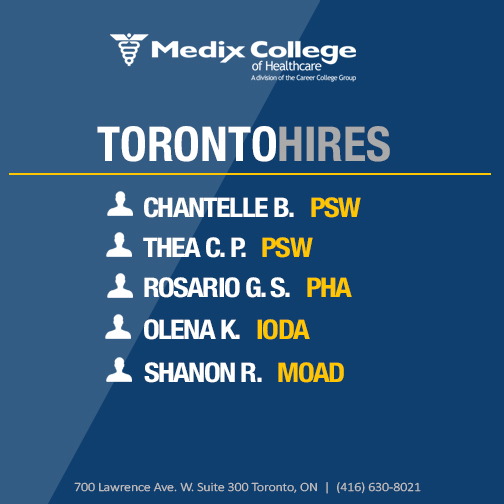 Medix College
of Healthcare
A division of the Career College Group
TORONTOHIRES
CHANTELLE B. PSW
THEA C. P. PSW
ROSARIO G. S. PHA
OLENA K. IODA
SHANON R. MOAD
700 Lawrence Ave. W. Suite 300 Toronto, ON | (416) 630-8021